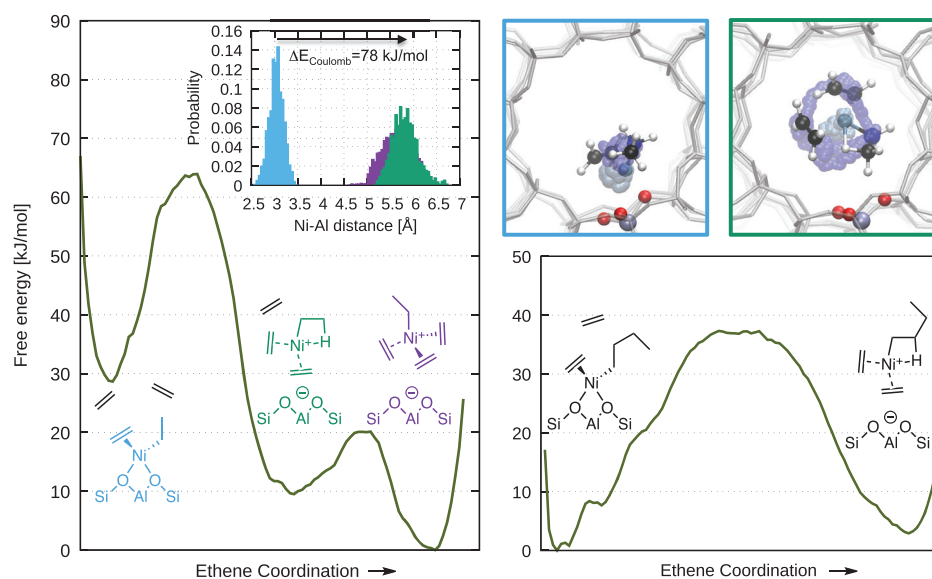 Free energy [kJ/mol]
90
80
70
60
50
40
30
20
10
0
Ethene Coordination
Probability
0.16
0.14
0.12
0.10
0.08
0.06
0.04
0.02
0
ΔE_Coulomb=78 kJ/mol
2.5 3 3.5 4 4.5 5 5.5 6 6.5 7
Ni-Al distance [Å]
Ni
O O
Si Al Si
Ni+ H
⊖
O O
Si Al Si
Ni+
⊖
O O
Si Al Si
50
40
30
20
10
0
Ni
O O
Si Al Si
Ni+ H
⊖
O O
Si Al Si
Ethene Coordination